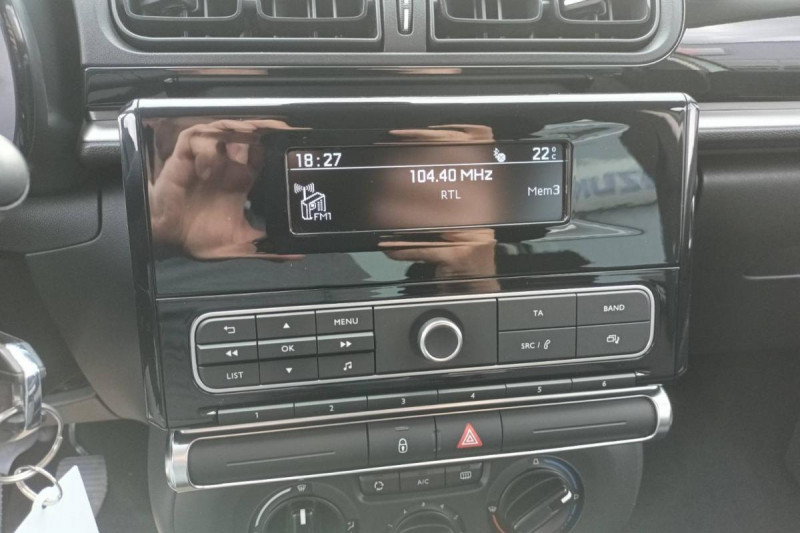 18:27 22°C
104.40 MHz
RTL Mem3
FM1
MENU TA BAND
OK SRC /
LIST
1 2 3 4 5 6
A/C